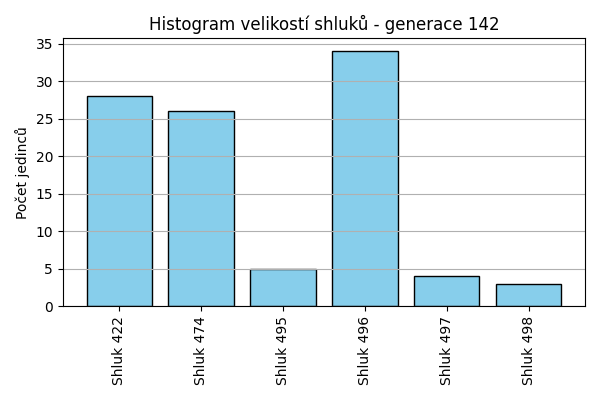 Histogram velikostí shluků - generace 142
Počet jedinců
35
30
25
20
15
10
5
0
Shluk 422
Shluk 474
Shluk 495
Shluk 496
Shluk 497
Shluk 498